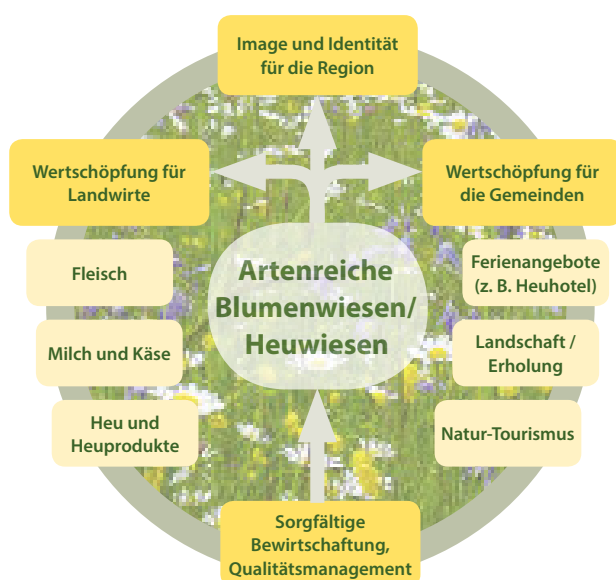 Image und Identität
für die Region
Wertschöpfung für
Landwirte
Wertschöpfung für
die Gemeinden
Fleisch
Milch und Käse
Heu und
Heuprodukte
Artenreiche
Blumenwiesen/
Heuwiesen
Ferienangebote
(z. B. Heuhotel)
Landschaft /
Erholung
Natur-Tourismus
Sorgfältige
Bewirtschaftung,
Qualitätsmanagement